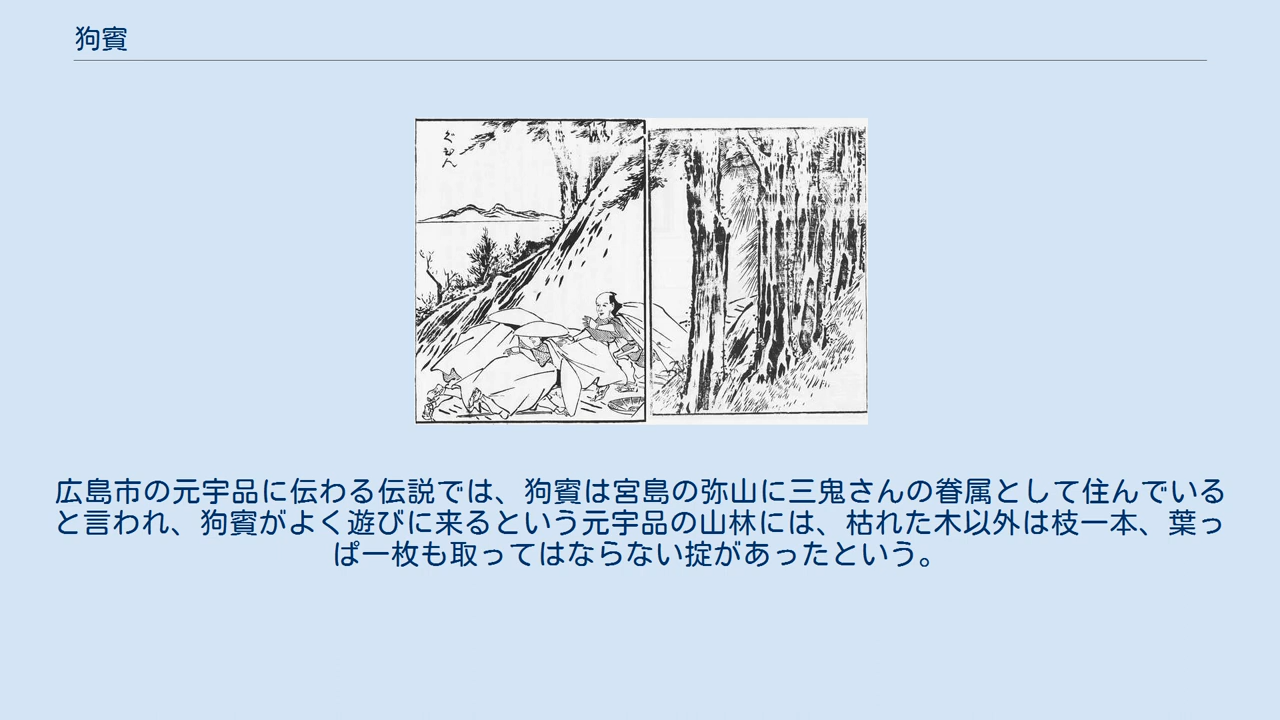 狗賓
ぐひん
広島市の元宇品に伝わる伝説では、狗賓は宮島の弥山に三鬼さんの眷属として住んでいる
と言われ、狗賓がよく遊びに来るという元宇品の山林には、枯れた木以外は枝一本、葉っ
ぱ一枚も取ってはならない掟があったという。